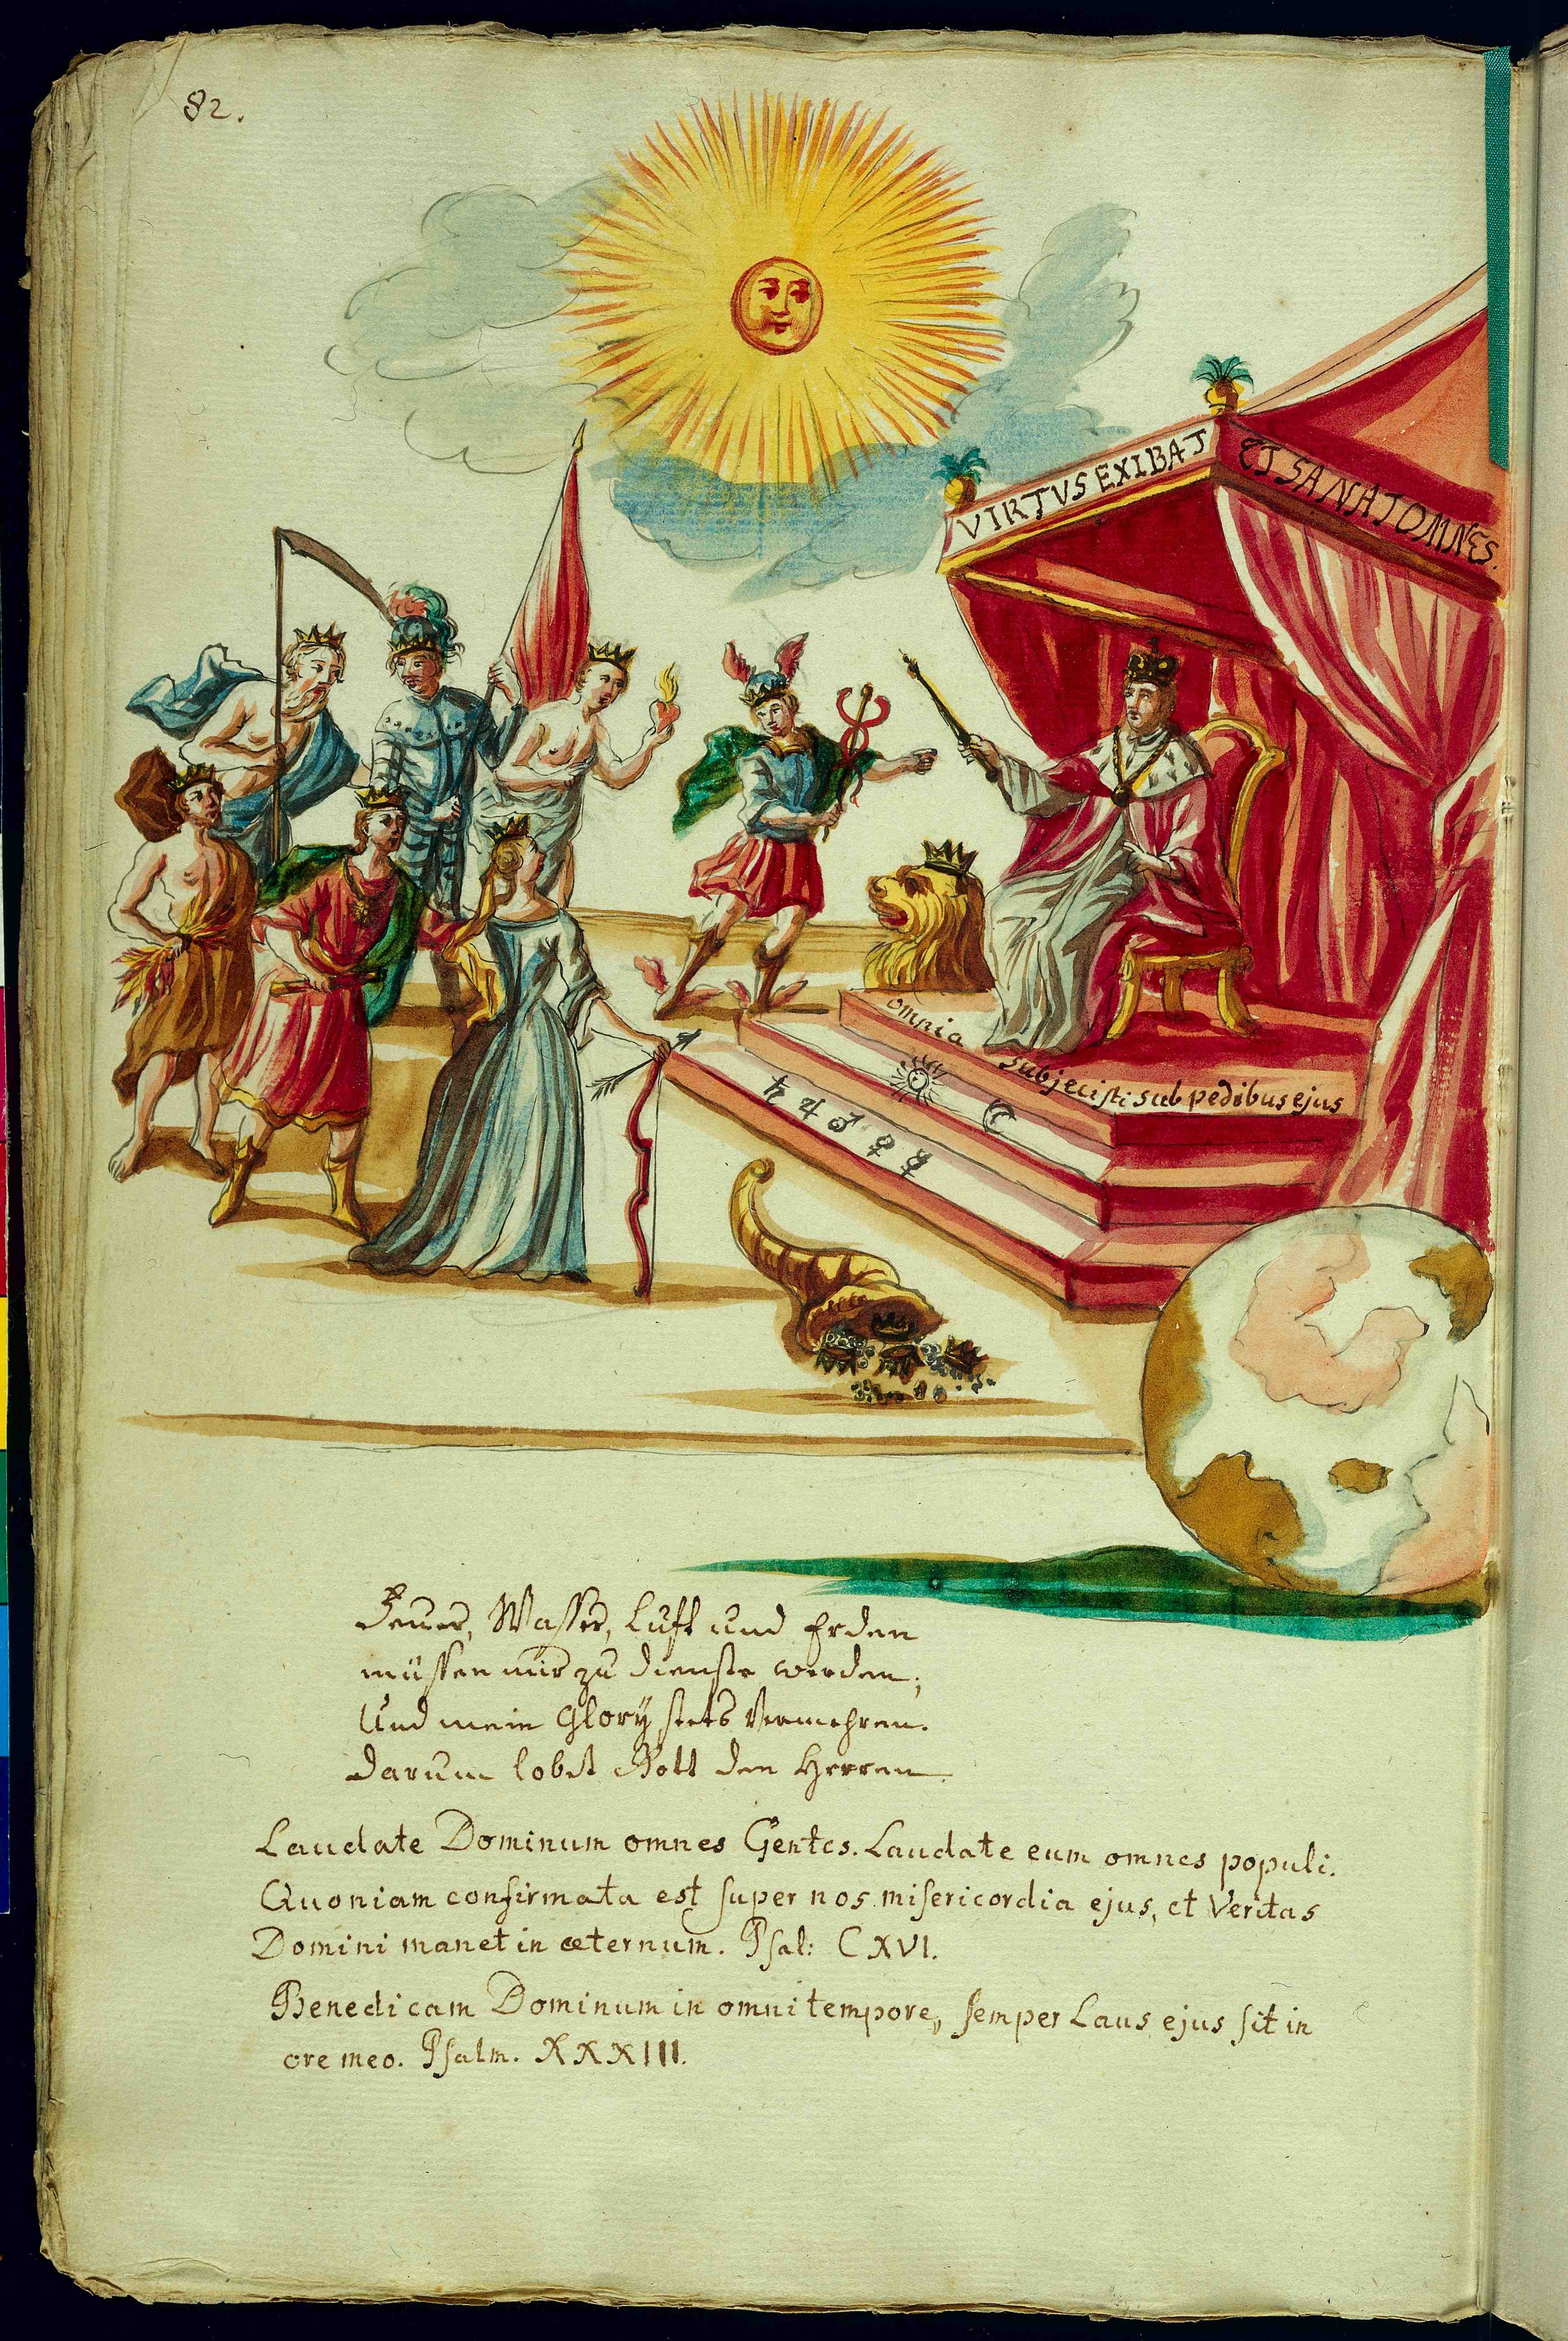 82.
VIRTVS EXIBAT ET SANAT OMNES.
omnia subjecisti sub pedibus ejus
♄ ♃ ♂ ♀ ☿
Feuer, Wasser, Lufft und Erden
müssen mir zu dienste werden;
Und mein Glory stets Vermehren.
darum lobet Gott den Herren
Laudate Dominum omnes Gentes. Laudate eum omnes populi.
Quoniam confirmata est super nos misericordia ejus, et Veritas
Domini manet in æternum. Psal: CXVI.
Benedicam Dominum in omni tempore, semper Laus ejus sit in
ore meo. Psalm. XXXIII.